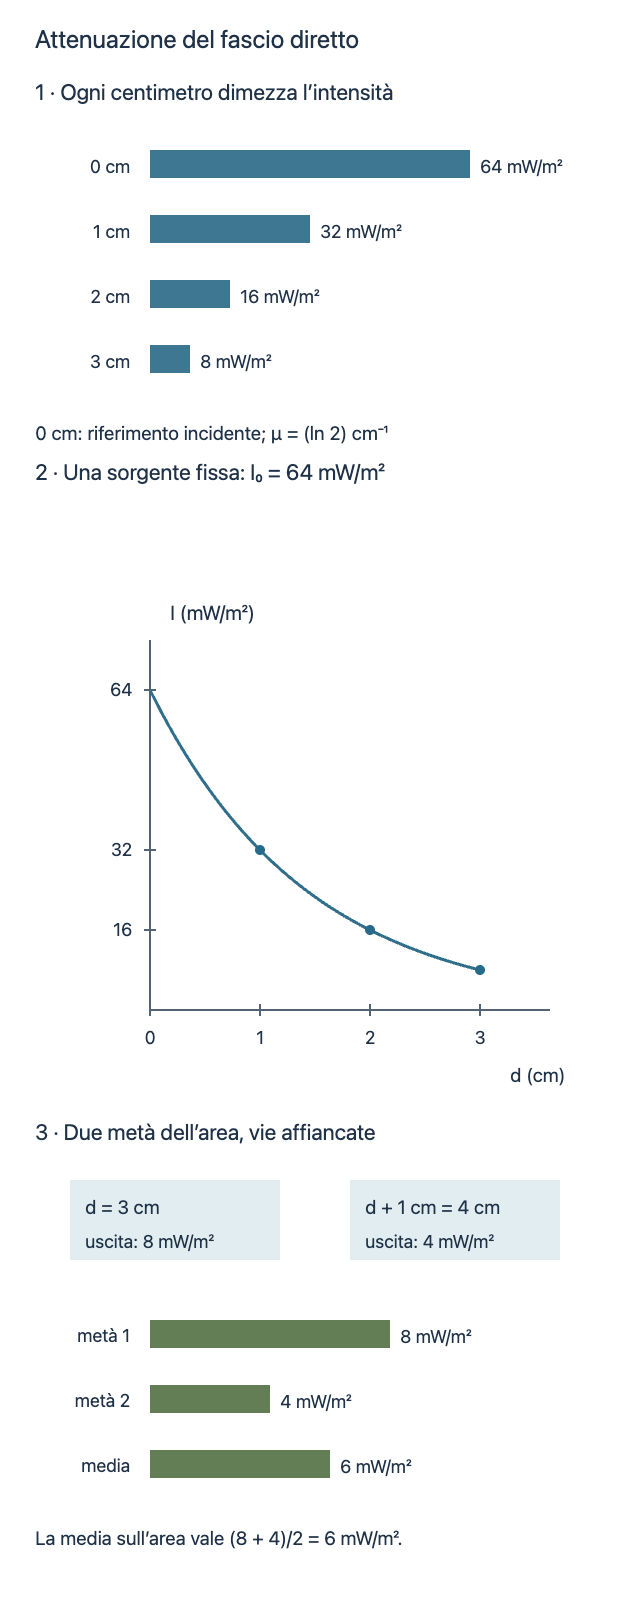 Attenuazione del fascio diretto
1 · Ogni centimetro dimezza l’intensità
0 cm 64 mW/m²
1 cm 32 mW/m²
2 cm 16 mW/m²
3 cm 8 mW/m²
0 cm: riferimento incidente; μ = (ln 2) cm⁻¹
2 · Una sorgente fissa: I₀ = 64 mW/m²
I (mW/m²)
64
32
16
0 1 2 3
d (cm)
3 · Due metà dell’area, vie affiancate
d = 3 cm
uscita: 8 mW/m²
d + 1 cm = 4 cm
uscita: 4 mW/m²
metà 1 8 mW/m²
metà 2 4 mW/m²
media 6 mW/m²
La media sull’area vale (8 + 4)/2 = 6 mW/m².